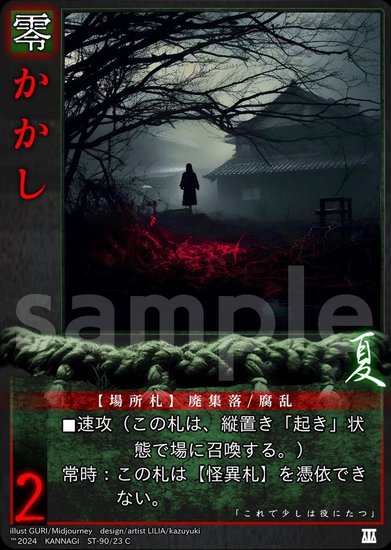 零
かかし
sample
夏
【場所札】廃集落/腐乱
■速攻（この札は、縦置き「起き」状
態で場に召喚する。）
常時：この札は【怪異札】を憑依でき
ない。
2
「これで少しは役にたつ」
illust GURI/Midjourney design/artist LILIA/kazuyuki
™2024 KANNAGI ST-90/23 C